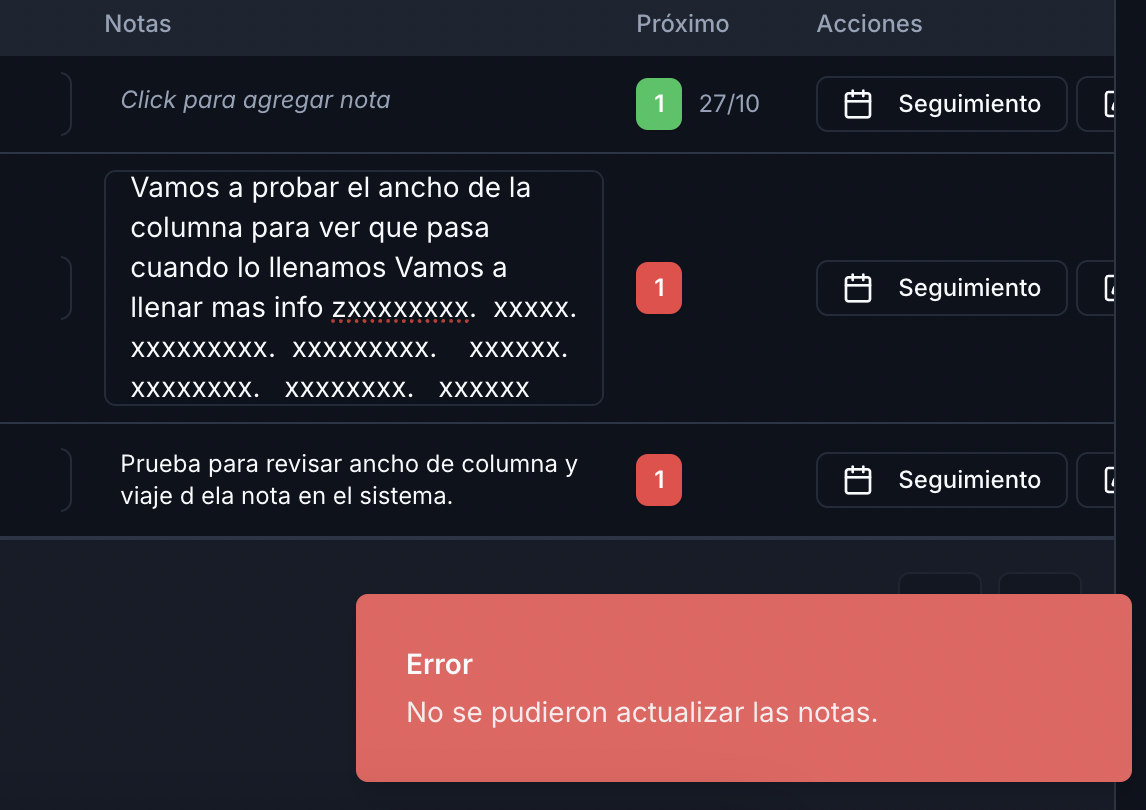 Notas Próximo Acciones
Click para agregar nota 1 27/10 Seguimiento
Vamos a probar el ancho de la
columna para ver que pasa
cuando lo llenamos Vamos a
llenar mas info zxxxxxxxx. xxxxx.
xxxxxxxxx. xxxxxxxxx. xxxxxx.
xxxxxxxx. xxxxxxxx. xxxxxx
1 Seguimiento
Prueba para revisar ancho de columna y
viaje d ela nota en el sistema.
1 Seguimiento
Error
No se pudieron actualizar las notas.